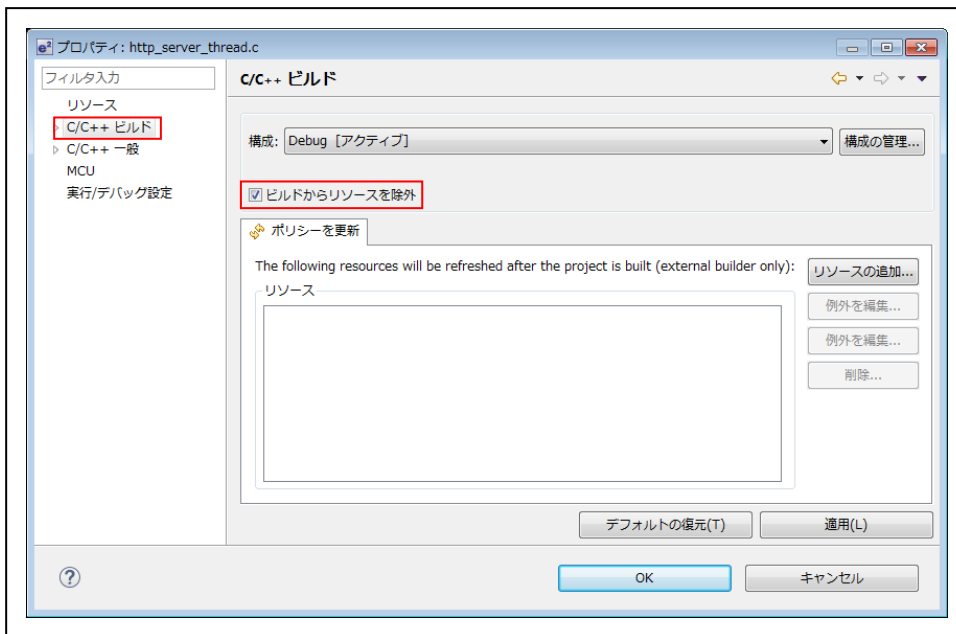 e² プロパティ: http_server_thread.c
フィルタ入力
C/C++ ビルド
リソース
C/C++ ビルド
C/C++ 一般
MCU
実行/デバッグ設定
構成: Debug [アクティブ]
構成の管理...
ビルドからリソースを除外
ポリシーを更新
The following resources will be refreshed after the project is built (external builder only):
リソースの追加...
リソース
例外を編集...
例外を編集...
削除...
デフォルトの復元(T)
適用(L)
OK
キャンセル